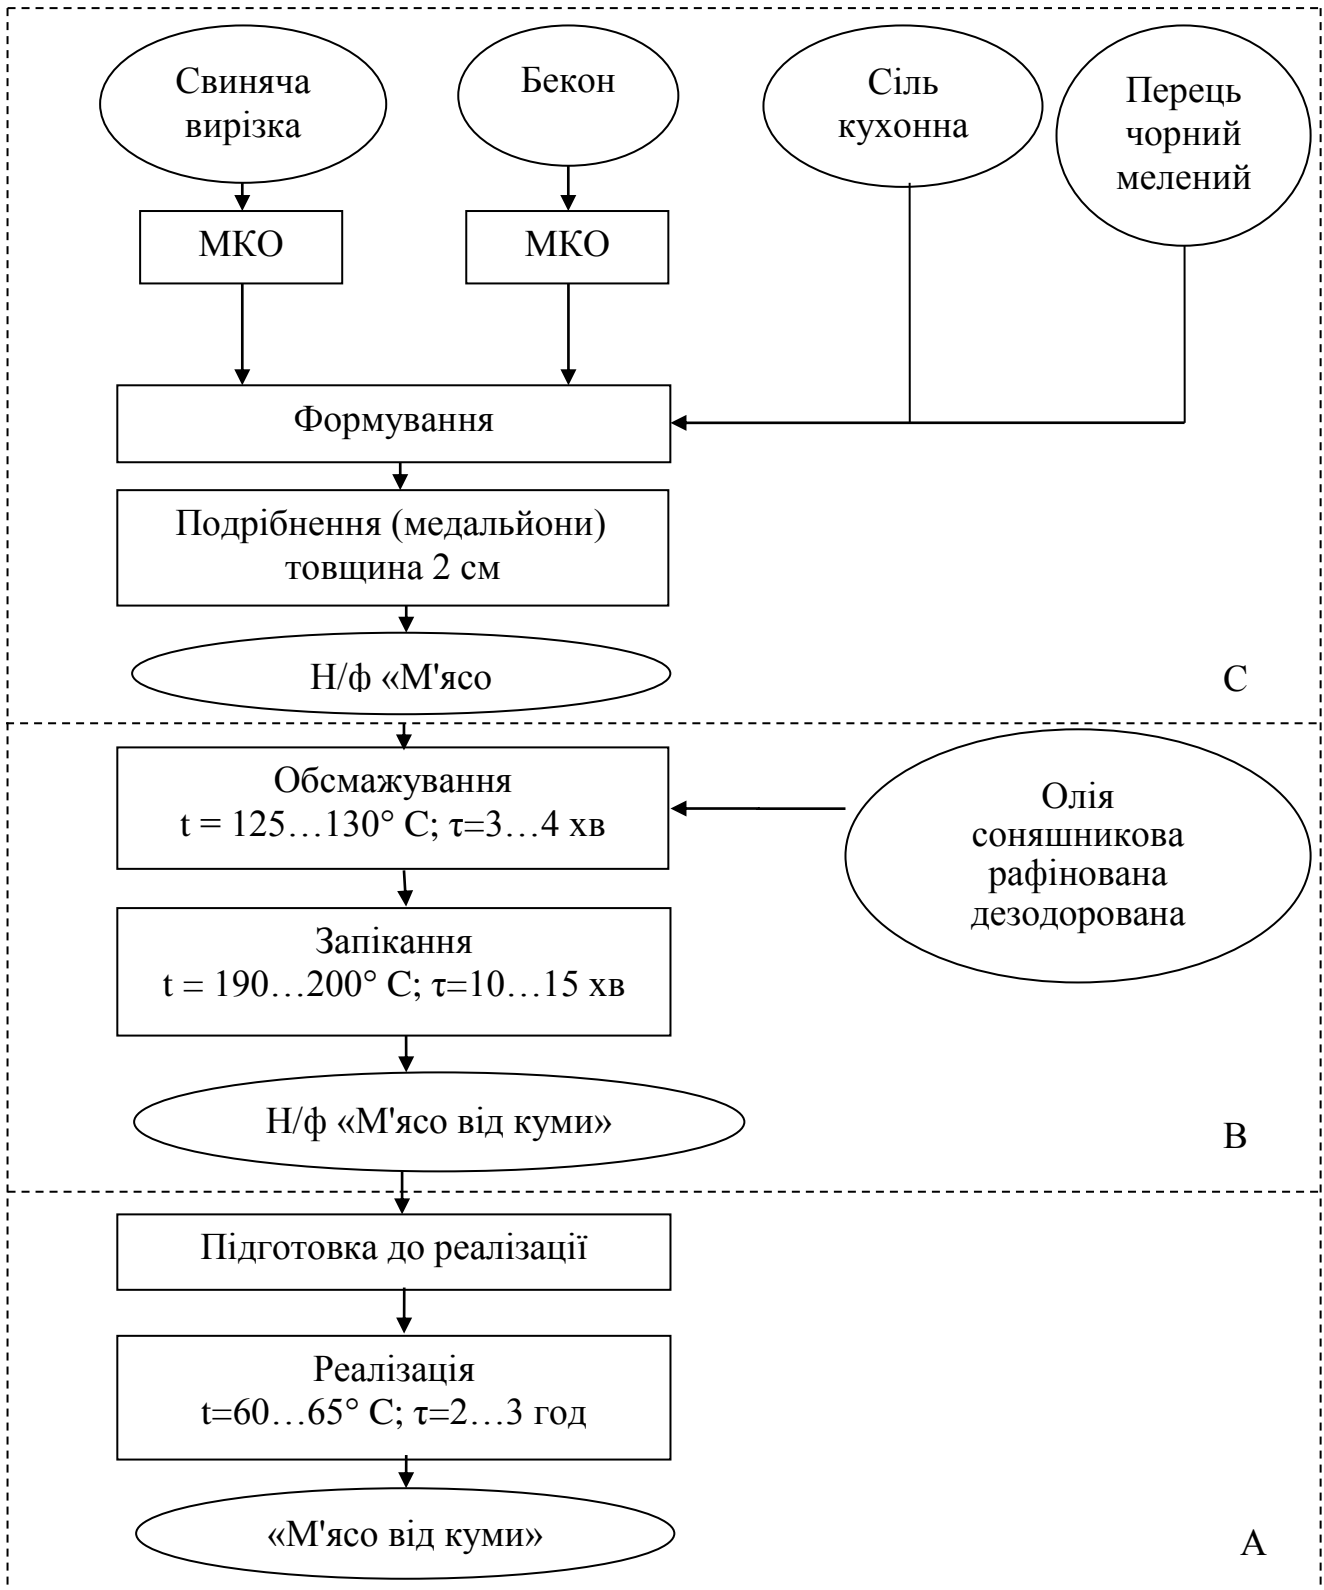 Свиняча
вирізка
Бекон
Сіль
кухонна
Перець
чорний
мелений
МКО
МКО
Формування
Подрібнення (медальйони)
товщина 2 см
Н/ф «М'ясо
С
Обсмажування
t = 125…130° С; τ=3…4 хв
Олія
соняшникова
рафінована
дезодорована
Запікання
t = 190…200° С; τ=10…15 хв
Н/ф «М'ясо від куми»
В
Підготовка до реалізації
Реалізація
t=60…65° С; τ=2…3 год
«М'ясо від куми»
А